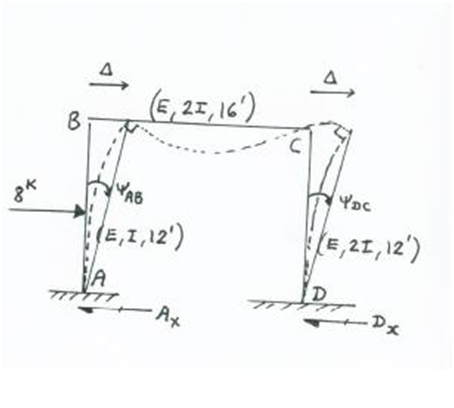 Δ Δ
(E, 2I, 16')
B C
8K ΨAB ΨDC
(E, I, 12') (E, 2I, 12')
A D
Ax Dx